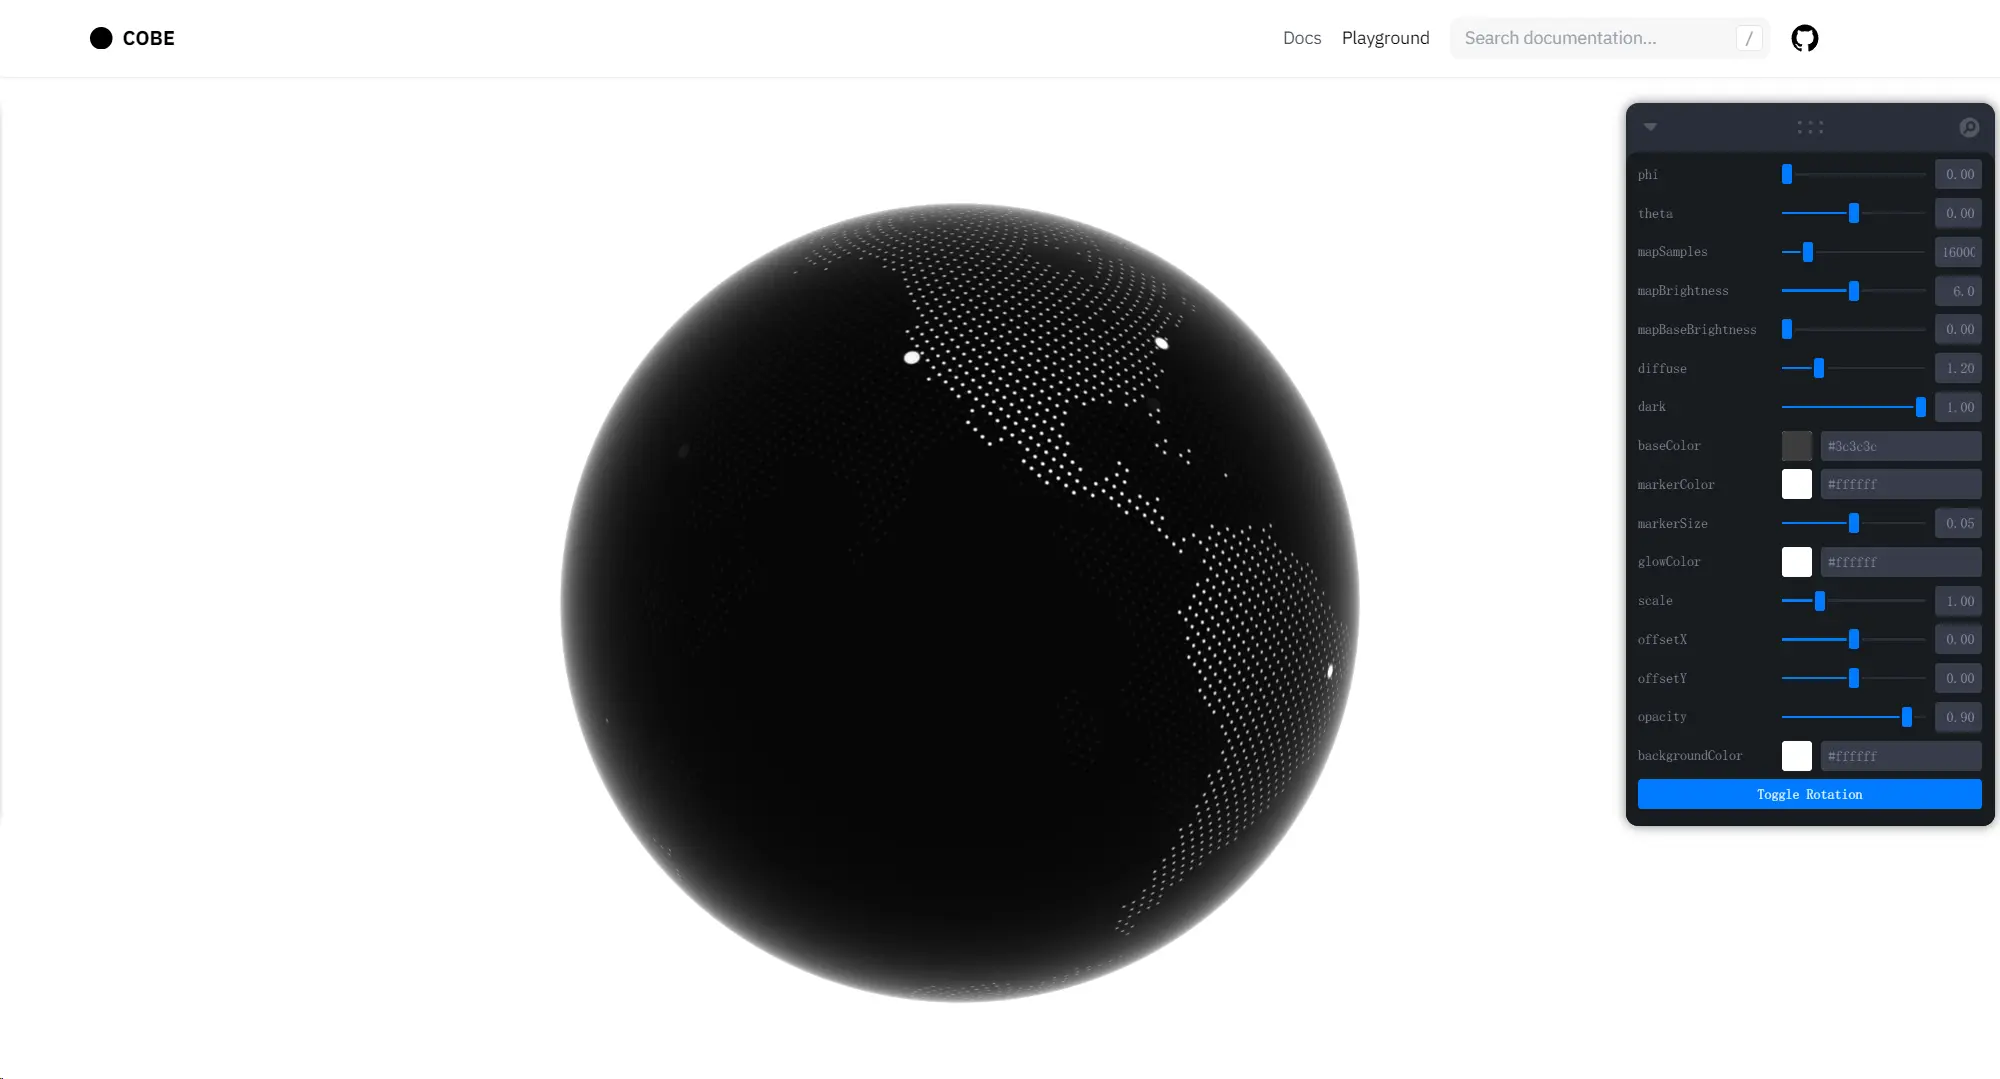 COBE
Docs Playground Search documentation... /
phi 0.00
theta 0.00
mapSamples 1600
mapBrightness 6.0
mapBaseBrightness 0.00
diffuse 1.20
dark 1.00
baseColor #3c3c3c
markerColor #ffffff
markerSize 0.05
glowColor #ffffff
scale 1.00
offsetX 0.00
offsetY 0.00
opacity 0.90
backgroundColor #ffffff
Toggle Rotation